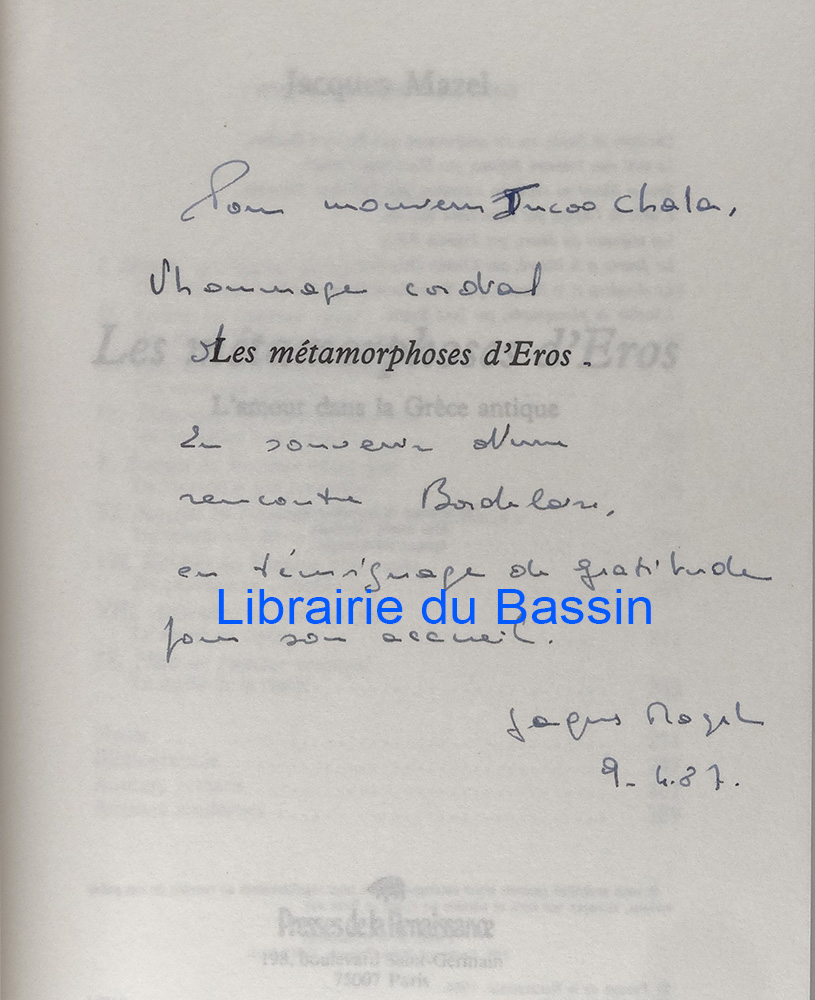 Jacques Mazel
Pour monsieur Ducos Chala,
l'hommage cordial
Les métamorphoses d'Eros.
L'amour dans la Grèce antique
En souvenir d'une
rencontre Bordelaise,
en témoignage de gratitude
Librairie du Bassin
pour son accueil.
Jacques Mazel
9-4.87.
Presses de la Renaissance
198, boulevard Saint-Germain
75007 Paris